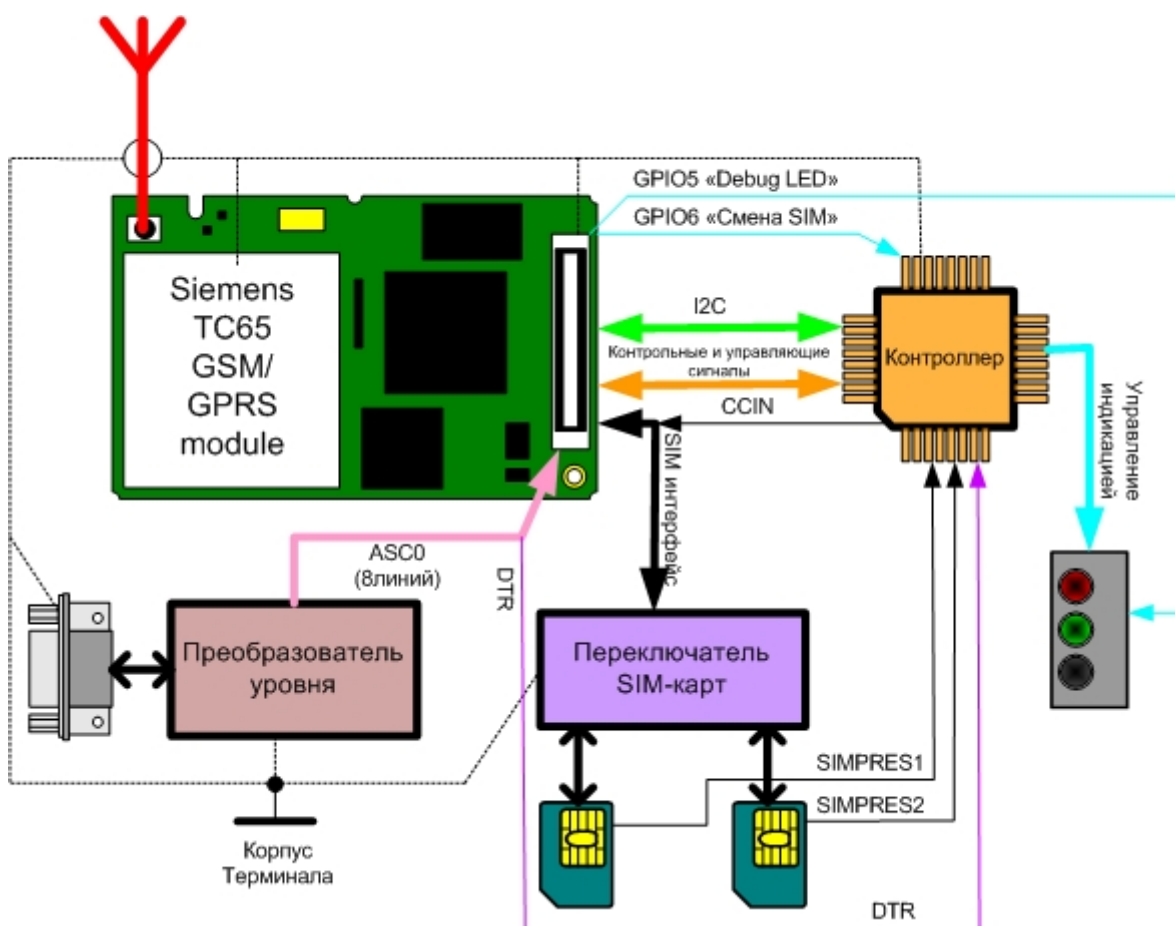 GPIO5 «Debug LED»
GPIO6 «Смена SIM»
Siemens
TC65
GSM/
GPRS
module
I2C
Контрольные и управляющие
сигналы
CCIN
Контроллер
Управление
индикацией
SIM интерфейс
ASC0
(8линий)
DTR
Преобразователь
уровня
Переключатель
SIM-карт
SIMPRES1
SIMPRES2
Корпус
Терминала
DTR